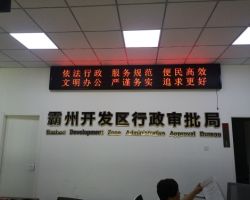 依法行政 服务规范 便民高效
文明办公 严谨务实 追求更好
霸州开发区行政审批局
Bazhou Development Zone Administration Approval Bureau